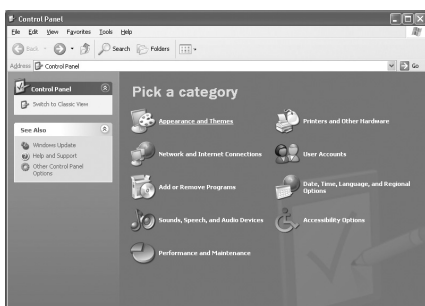 Control Panel
File Edit View Favorites Tools Help
Back Search Folders
Address Control Panel Go
Control Panel
Switch to Classic View
See Also
Windows Update
Help and Support
Other Control Panel
Options
Pick a category
Appearance and Themes
Printers and Other Hardware
Network and Internet Connections
User Accounts
Add or Remove Programs
Date, Time, Language, and Regional
Options
Sounds, Speech, and Audio Devices
Accessibility Options
Performance and Maintenance